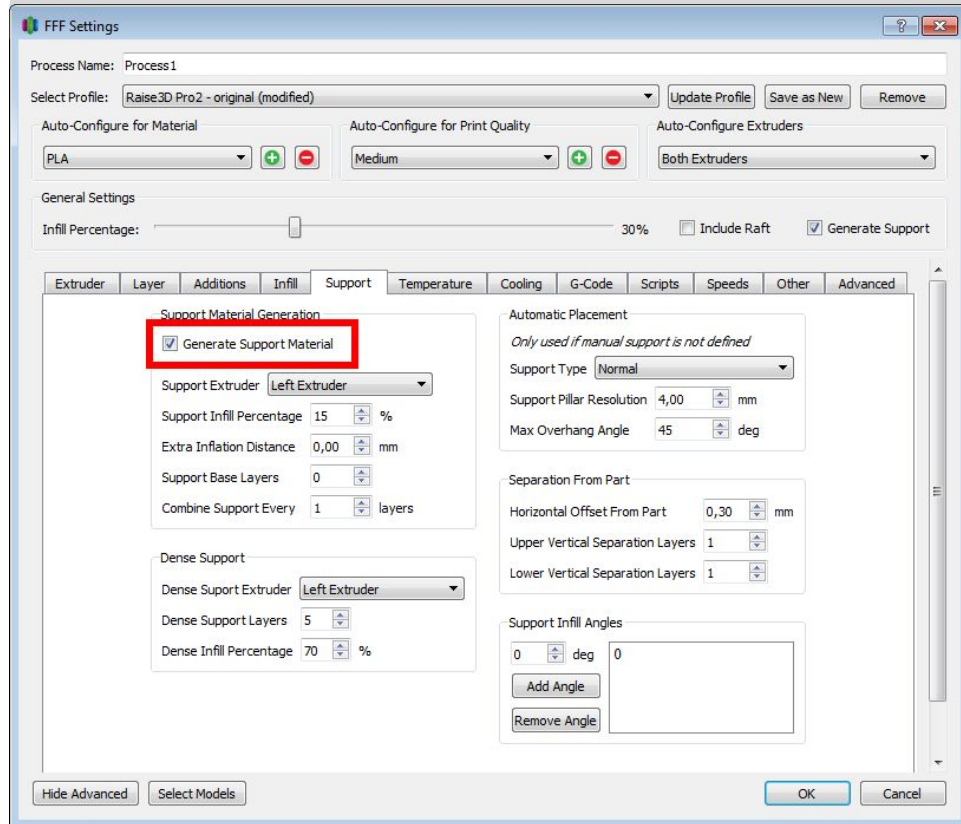 FFF Settings
Process Name: Process1
Select Profile: Raise3D Pro2 - original (modified) Update Profile Save as New Remove
Auto-Configure for Material Auto-Configure for Print Quality Auto-Configure Extruders
PLA Medium Both Extruders
General Settings
Infill Percentage: 30% Include Raft Generate Support
Extruder Layer Additions Infill Support Temperature Cooling G-Code Scripts Speeds Other Advanced
Support Material Generation
Generate Support Material
Support Extruder Left Extruder
Support Infill Percentage 15 %
Extra Inflation Distance 0,00 mm
Support Base Layers 0
Combine Support Every 1 layers
Dense Support
Dense Suport Extruder Left Extruder
Dense Support Layers 5
Dense Infill Percentage 70 %
Automatic Placement
Only used if manual support is not defined
Support Type Normal
Support Pillar Resolution 4,00 mm
Max Overhang Angle 45 deg
Separation From Part
Horizontal Offset From Part 0,30 mm
Upper Vertical Separation Layers 1
Lower Vertical Separation Layers 1
Support Infill Angles
0 deg 0
Add Angle
Remove Angle
Hide Advanced Select Models OK Cancel